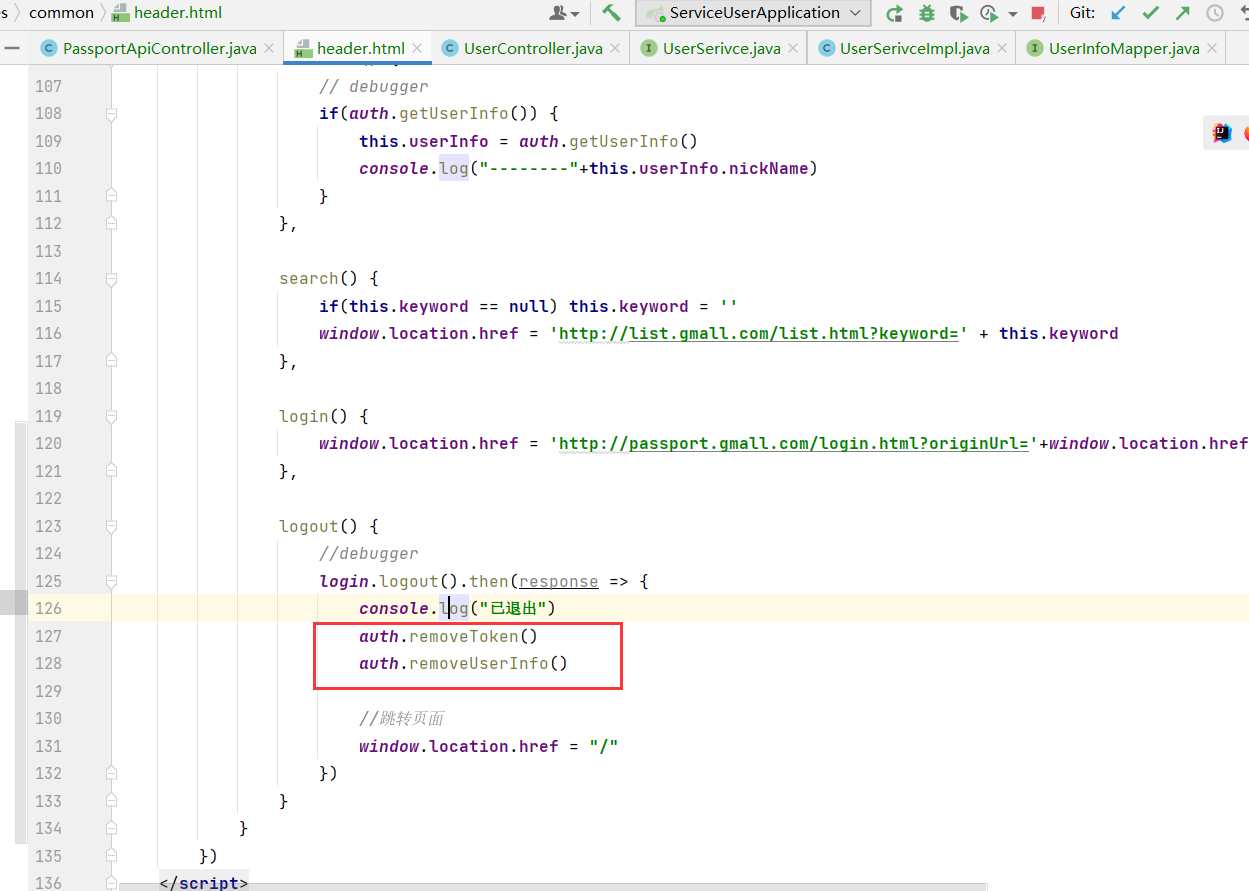 s common header.html ServiceUserApplication Git:
PassportApiController.java header.html UserController.java UserSerivce.java UserSerivceImpl.java UserInfoMapper.java
107 // debugger
108 if(auth.getUserInfo()) {
109 this.userInfo = auth.getUserInfo()
110 console.log("--------"+this.userInfo.nickName)
111 }
112 },
113
114 search() {
115 if(this.keyword == null) this.keyword = ''
116 window.location.href = 'http://list.gmall.com/list.html?keyword=' + this.keyword
117 },
118
119 login() {
120 window.location.href = 'http://passport.gmall.com/login.html?originUrl='+window.location.href
121 },
122
123 logout() {
124 //debugger
125 login.logout().then(response => {
126 console.log("已退出")
127 auth.removeToken()
128 auth.removeUserInfo()
129
130 //跳转页面
131 window.location.href = "/"
132 })
133 }
134 }
135 })
136 </script>